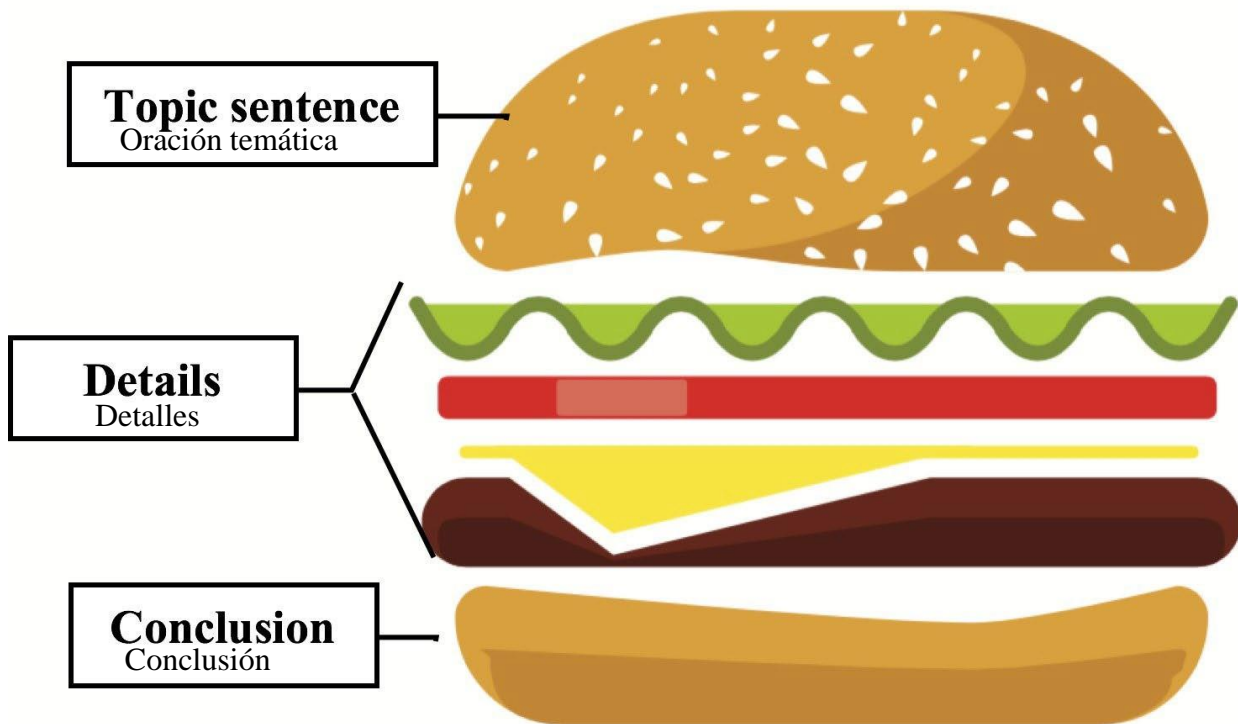 Topic sentence
Oración temática
Details
Detalles
Conclusion
Conclusión